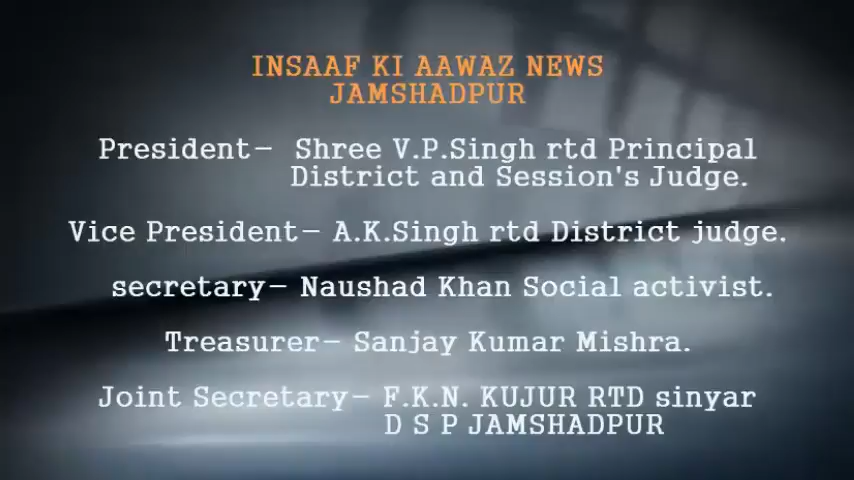 INSAAF KI AAWAZ NEWS
JAMSHADPUR
President- Shree V.P.Singh rtd Principal
District and Session's Judge.
Vice President- A.K.Singh rtd District judge.
secretary- Naushad Khan Social activist.
Treasurer- Sanjay Kumar Mishra.
Joint Secretary- F.K.N. KUJUR RTD sinyar
D S P JAMSHADPUR